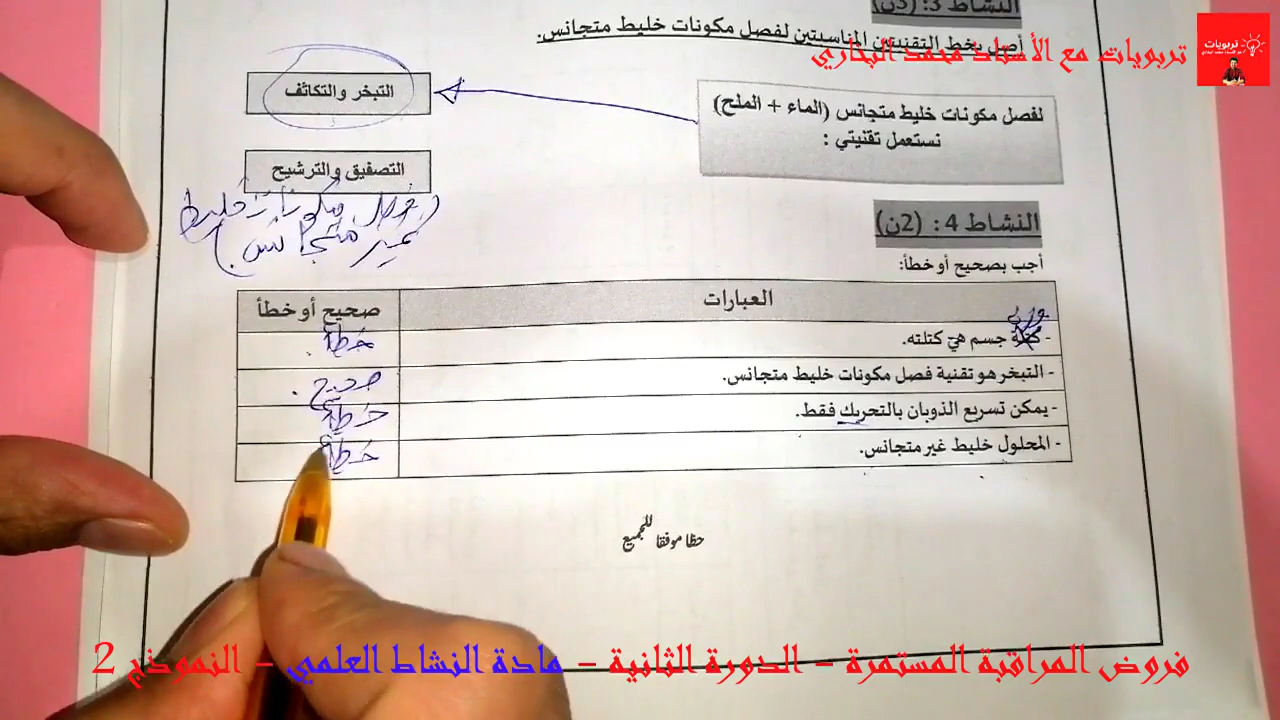 النشاط 3: (3ن)
أصل بخط التقنيتين المناسبتين لفصل مكونات خليط متجانس.
تربويات مع الأستاذ محمد البخاري
تربويات
لفصل مكونات خليط متجانس (الماء + الملح)
نستعمل تقنيتي :
التبخر والتكاثف
التصفيق والترشيح
(فصل مكونات خليط
غير متجانس)
النشاط 4: (2ن)
أجب بصحيح أو خطأ:
العبارات صحيح أو خطأ
- كتلة جسم هي كتلته. خطأ.
- التبخر هو تقنية فصل مكونات خليط متجانس. صحيح.
- يمكن تسريع الذوبان بالتحريك فقط. خطأ
- المحلول خليط غير متجانس. خطأ
حظا موفقا للجميع
فروض المراقبة المستمرة - الدورة الثانية - مادة النشاط العلمي - النموذج 2